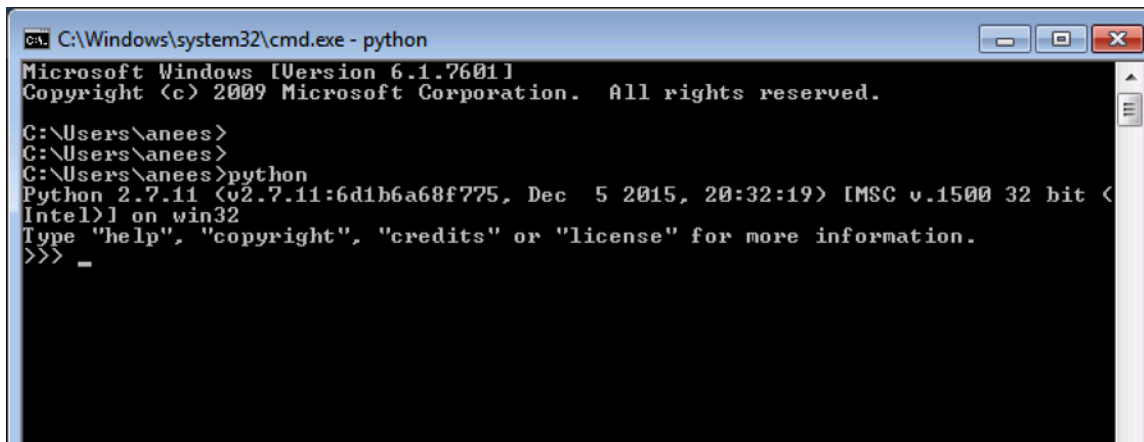 C:\Windows\system32\cmd.exe - python
Microsoft Windows [Version 6.1.7601]
Copyright (c) 2009 Microsoft Corporation.  All rights reserved.
C:\Users\anees>
C:\Users\anees>
C:\Users\anees>python
Python 2.7.11 (v2.7.11:6d1b6a68f775, Dec  5 2015, 20:32:19) [MSC v.1500 32 bit (
Intel)] on win32
Type "help", "copyright", "credits" or "license" for more information.
>>> _